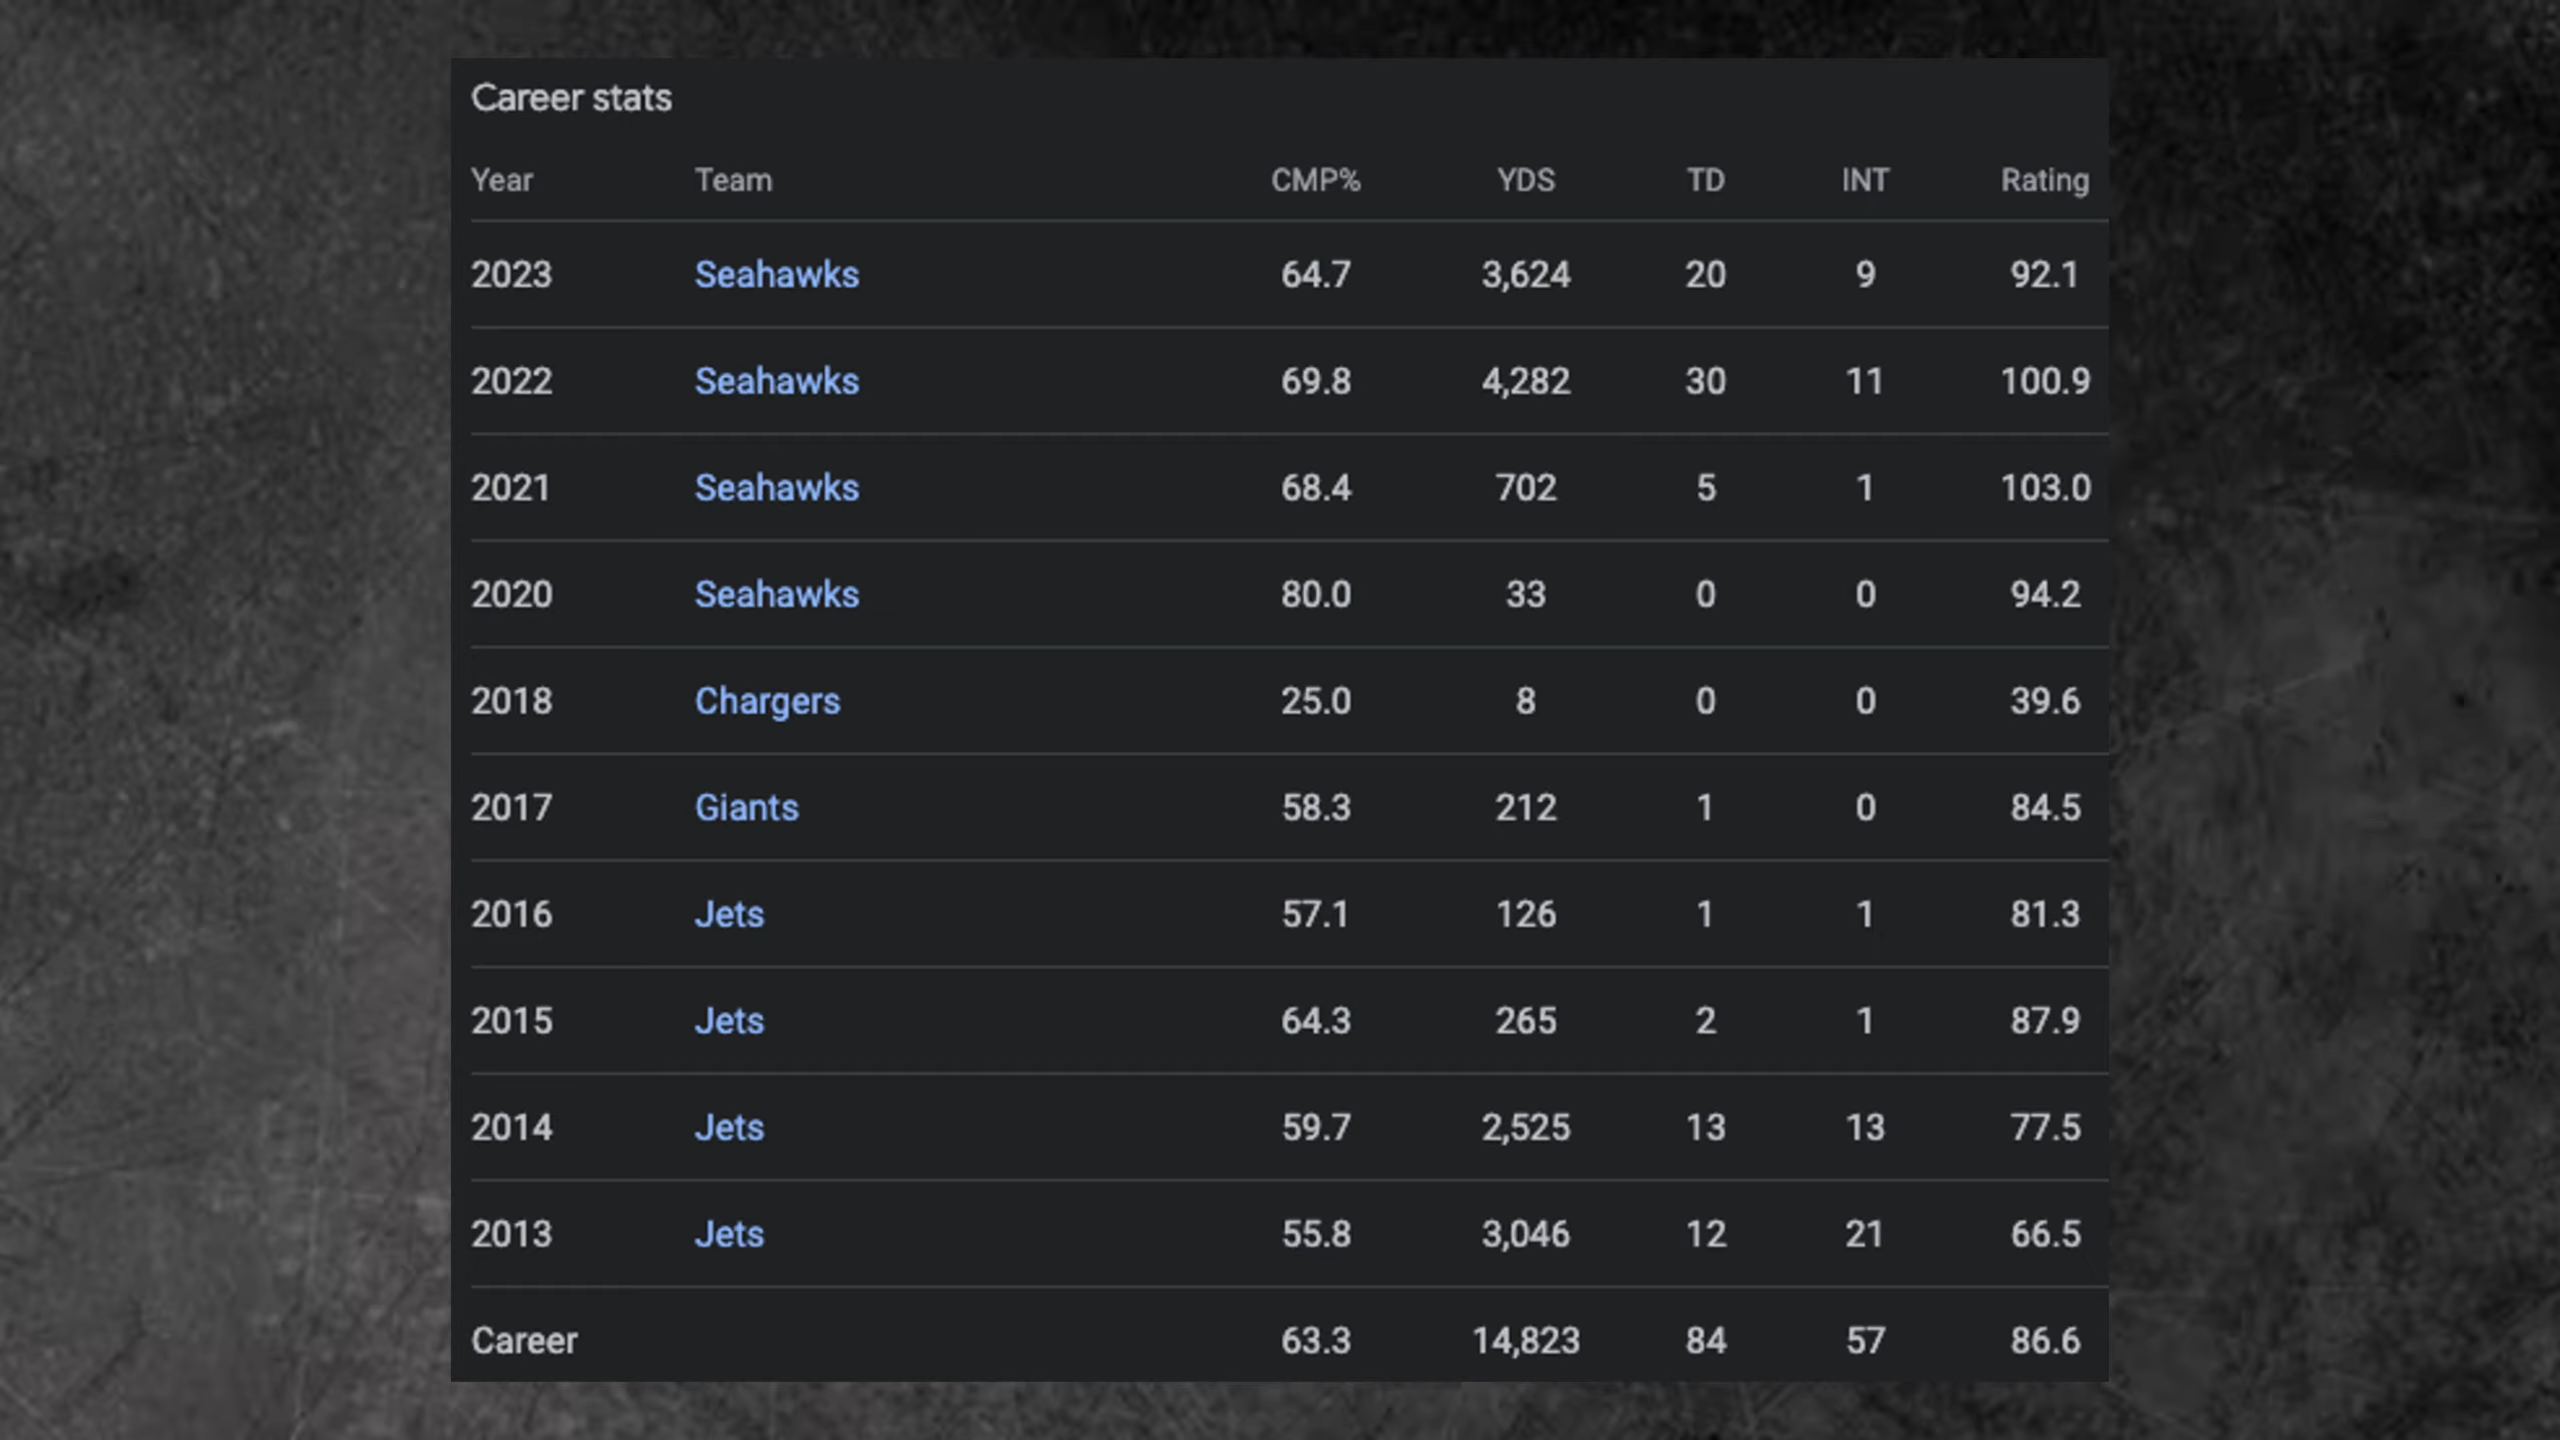 Career stats
Year Team CMP% YDS TD INT Rating
2023 Seahawks 64.7 3,624 20 9 92.1
2022 Seahawks 69.8 4,282 30 11 100.9
2021 Seahawks 68.4 702 5 1 103.0
2020 Seahawks 80.0 33 0 0 94.2
2018 Chargers 25.0 8 0 0 39.6
2017 Giants 58.3 212 1 0 84.5
2016 Jets 57.1 126 1 1 81.3
2015 Jets 64.3 265 2 1 87.9
2014 Jets 59.7 2,525 13 13 77.5
2013 Jets 55.8 3,046 12 21 66.5
Career 63.3 14,823 84 57 86.6